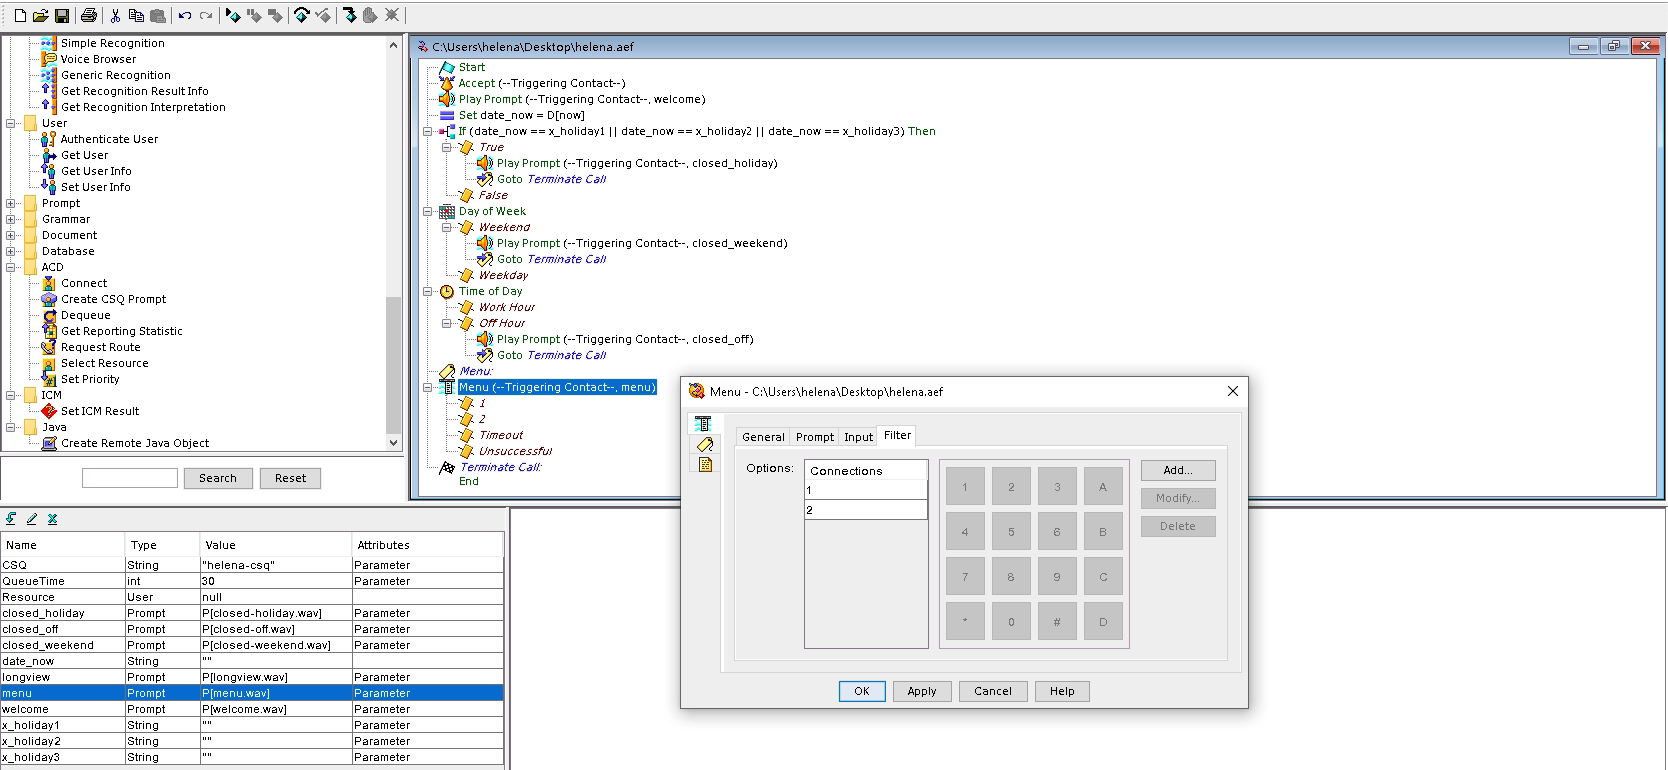 C:\Users\helena\Desktop\helena.aef
Simple Recognition
Voice Browser
Generic Recognition
Get Recognition Result Info
Get Recognition Interpretation
User
Authenticate User
Get User
Get User Info
Set User Info
Prompt
Grammar
Document
Database
ACD
Connect
Create CSQ Prompt
Dequeue
Get Reporting Statistic
Request Route
Select Resource
Set Priority
ICM
Set ICM Result
Java
Create Remote Java Object
Search Reset
Start
Accept (--Triggering Contact--)
Play Prompt (--Triggering Contact--, welcome)
Set date_now = D[now]
If (date_now == x_holiday1 || date_now == x_holiday2 || date_now == x_holiday3) Then
True
Play Prompt (--Triggering Contact--, closed_holiday)
Goto Terminate Call
False
Day of Week
Weekend
Play Prompt (--Triggering Contact--, closed_weekend)
Goto Terminate Call
Weekday
Time of Day
Work Hour
Off Hour
Play Prompt (--Triggering Contact--, closed_off)
Goto Terminate Call
Menu:
Menu (--Triggering Contact--, menu)
1
2
Timeout
Unsuccessful
Terminate Call:
End
Menu - C:\Users\helena\Desktop\helena.aef
General Prompt Input Filter
Options: Connections
1
2
1 2 3 A
4 5 6 B
7 8 9 C
* 0 # D
Add...
Modify...
Delete
OK Apply Cancel Help
Name Type Value Attributes
CSQ String "helena-csq" Parameter
QueueTime int 30 Parameter
Resource User null
closed_holiday Prompt P[closed-holiday.wav] Parameter
closed_off Prompt P[closed-off.wav] Parameter
closed_weekend Prompt P[closed-weekend.wav] Parameter
date_now String ""
longview Prompt P[longview.wav] Parameter
menu Prompt P[menu.wav] Parameter
welcome Prompt P[welcome.wav] Parameter
x_holiday1 String "" Parameter
x_holiday2 String "" Parameter
x_holiday3 String "" Parameter